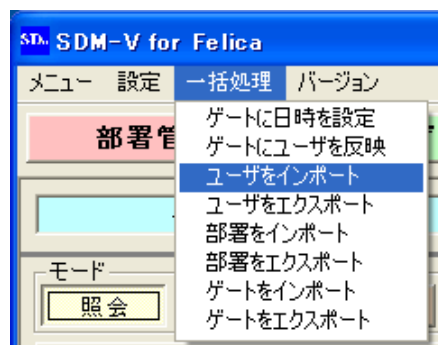 STDs SDM-V for Felica
メニュー 設定 一括処理 バージョン
ゲートに日時を設定
ゲートにユーザを反映
ユーザをインポート
ユーザをエクスポート
部署をインポート
部署をエクスポート
ゲートをインポート
ゲートをエクスポート
部署管
モード
照会